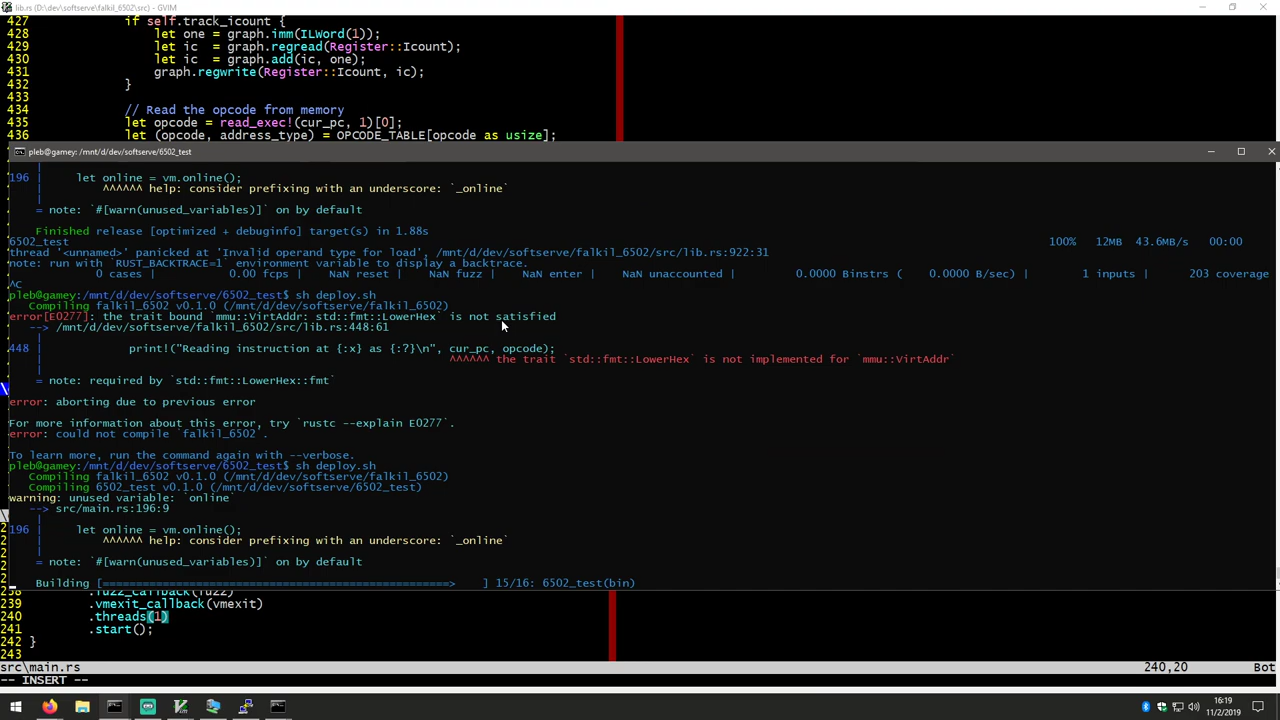 lib.rs (D:\dev\softserve\falkil_6502\src) - GVIM
427             if self.track_icount {
428                 let one = graph.imm(ILWord(1));
429                 let ic  = graph.regread(Register::Icount);
430                 let ic  = graph.add(ic, one);
431                 graph.regwrite(Register::Icount, ic);
432             }
433
434             // Read the opcode from memory
435             let opcode = read_exec!(cur_pc, 1)[0];
436             let (opcode, address_type) = OPCODE_TABLE[opcode as usize];
pleb@gamey: /mnt/d/dev/softserve/6502_test
|
196 |     let online = vm.online();
|         ^^^^^^ help: consider prefixing with an underscore: `_online`
|
= note: `#[warn(unused_variables)]` on by default
Finished release [optimized + debuginfo] target(s) in 1.88s
6502_test 100% 12MB 43.6MB/s 00:00
thread '<unnamed>' panicked at 'Invalid operand type for load', /mnt/d/dev/softserve/falkil_6502/src/lib.rs:922:31
note: run with `RUST_BACKTRACE=1` environment variable to display a backtrace.
0 cases | 0.00 fcps | NaN reset | NaN fuzz | NaN enter | NaN unaccounted | 0.0000 Binstrs ( 0.0000 B/sec) | 1 inputs | 203 coverage
^C
pleb@gamey:/mnt/d/dev/softserve/6502_test$ sh deploy.sh
Compiling falkil_6502 v0.1.0 (/mnt/d/dev/softserve/falkil_6502)
error[E0277]: the trait bound `mmu::VirtAddr: std::fmt::LowerHex` is not satisfied
--> /mnt/d/dev/softserve/falkil_6502/src/lib.rs:448:61
|
448 |             print!("Reading instruction at {:x} as {:?}\n", cur_pc, opcode);
|                                                             ^^^^^^ the trait `std::fmt::LowerHex` is not implemented for `mmu::VirtAddr`
|
= note: required by `std::fmt::LowerHex::fmt`
error: aborting due to previous error
For more information about this error, try `rustc --explain E0277`.
error: could not compile `falkil_6502`.
To learn more, run the command again with --verbose.
pleb@gamey:/mnt/d/dev/softserve/6502_test$ sh deploy.sh
Compiling falkil_6502 v0.1.0 (/mnt/d/dev/softserve/falkil_6502)
Compiling 6502_test v0.1.0 (/mnt/d/dev/softserve/6502_test)
warning: unused variable: `online`
--> src/main.rs:196:9
|
196 |     let online = vm.online();
|         ^^^^^^ help: consider prefixing with an underscore: `_online`
|
= note: `#[warn(unused_variables)]` on by default
Building [====================================================> ] 15/16: 6502_test(bin)
238         .fuzz_callback(fuzz)
239         .vmexit_callback(vmexit)
240         .threads(1)
241         .start();
242 }
243
src\main.rs 240,20 Bot
-- INSERT --
16:19
11/2/2019